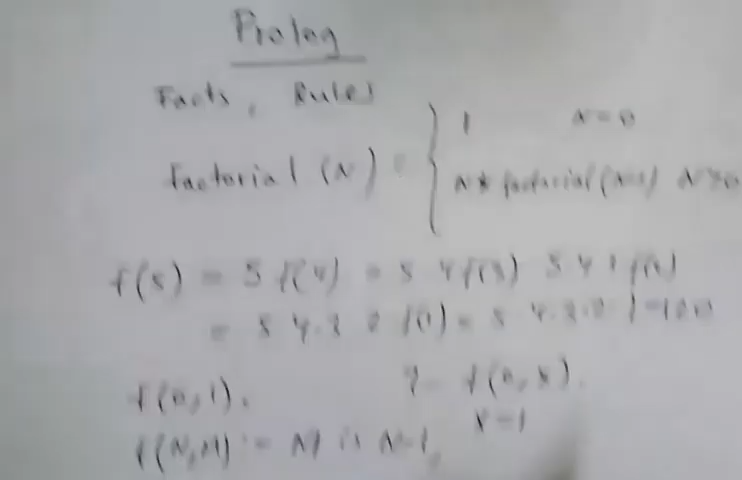 Prolog
Facts, Rules
factorial (N) = { 1 N=0
N * factorial (N-1) N>0
f(5) = 5 f(4) = 5 4 f(3) 5 4 3 f(2)
= 5 4.3 2 f(1) = 5 4.3.2 1 = 120
f(0,1). ?- f(0,X).
X=1
f(N,M) :- N1 is N-1,